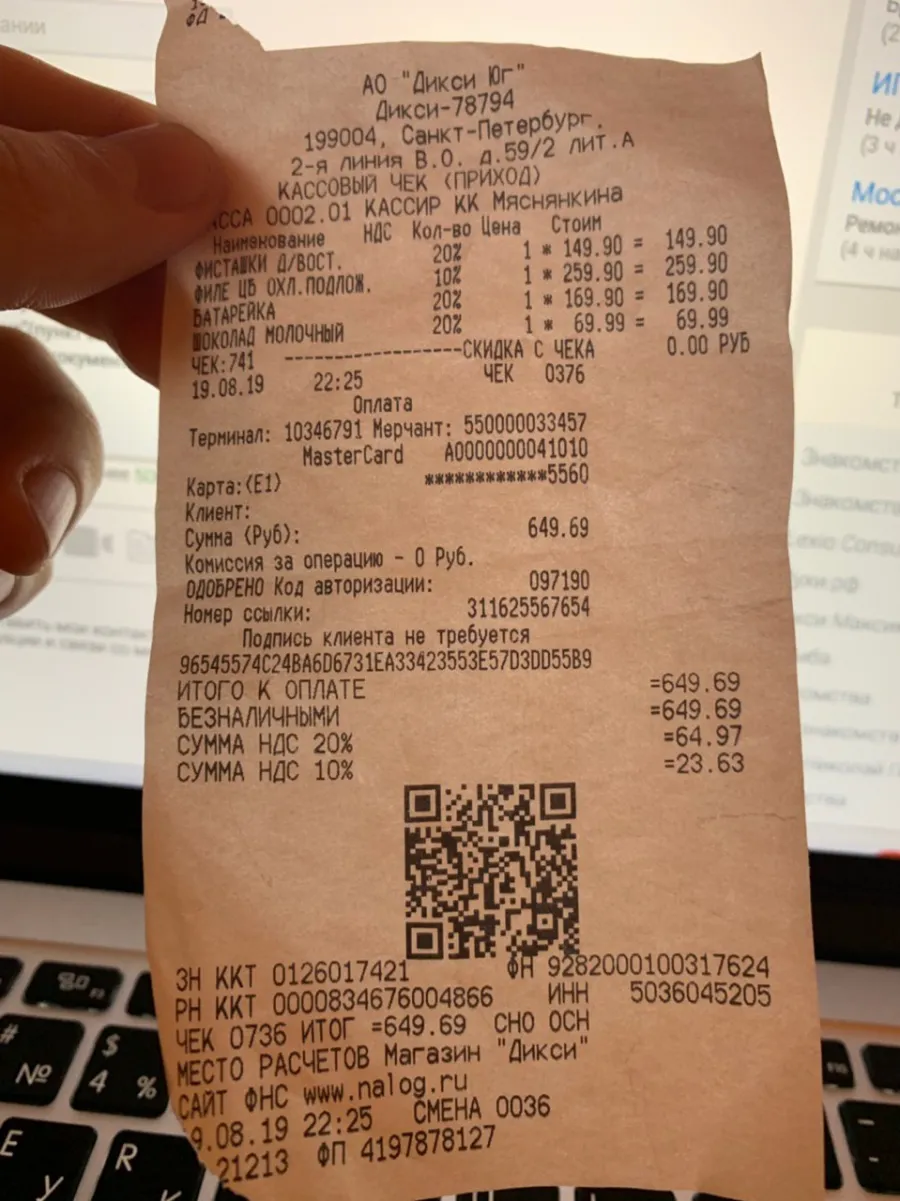 АО "Дикси Юг"
Дикси-78794
199004, Санкт-Петербург,
2-я линия В.О. д.59/2 лит.А
КАССОВЫЙ ЧЕК (ПРИХОД)
ССА 0002.01 КАССИР КК Мяснянкина
Наименование НДС Кол-во Цена Стоим
ФИСТАШКИ Д/ВОСТ. 20% 1 * 149.90 = 149.90
ФИЛЕ ЦБ ОХЛ.ПОДЛОЖ. 10% 1 * 259.90 = 259.90
БАТАРЕЙКА 20% 1 * 169.90 = 169.90
ШОКОЛАД МОЛОЧНЫЙ 20% 1 * 69.99 = 69.99
ЧЕК:741 ------------------СКИДКА С ЧЕКА 0.00 РУБ
19.08.19 22:25 ЧЕК 0376
Оплата
Терминал: 10346791 Мерчант: 550000033457
MasterCard A0000000041010
Карта:(E1) ************5560
Клиент:
Сумма (Руб): 649.69
Комиссия за операцию - 0 Руб.
ОДОБРЕНО Код авторизации: 097190
Номер ссылки: 311625567654
Подпись клиента не требуется
96545574C24BA6D6731EA33423553E57D3DD55B9
ИТОГО К ОПЛАТЕ =649.69
БЕЗНАЛИЧНЫМИ =649.69
СУММА НДС 20% =64.97
СУММА НДС 10% =23.63
ЗН ККТ 0126017421 ФН 9282000100317624
РН ККТ 0000834676004866 ИНН 5036045205
ЧЕК 0736 ИТОГ =649.69 СНО ОСН
МЕСТО РАСЧЕТОВ Магазин "Дикси"
САЙТ ФНС www.nalog.ru
9.08.19 22:25 СМЕНА 0036
21213 ФП 4197878127
# №
$ 4 %
E У
R К